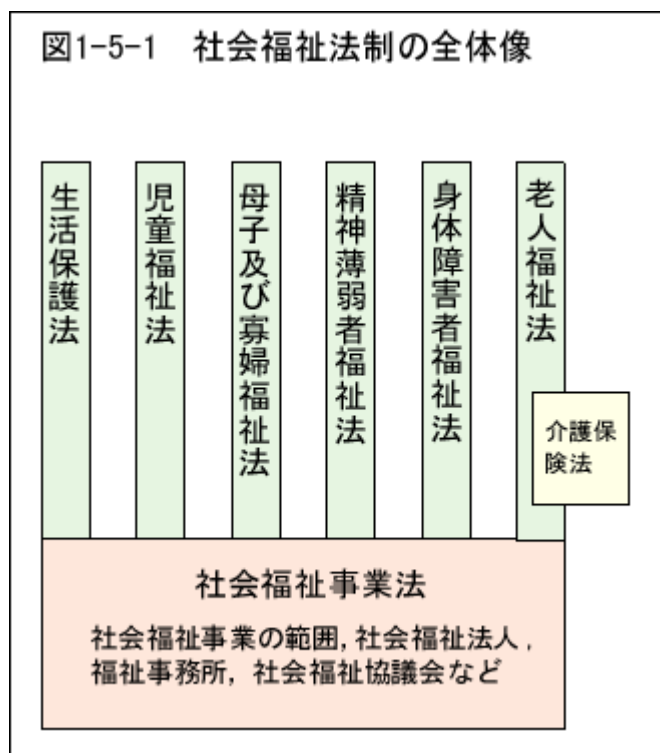 図1-5-1　社会福祉法制の全体像
生活保護法
児童福祉法
母子及び寡婦福祉法
精神薄弱者福祉法
身体障害者福祉法
老人福祉法
介護保
険法
社会福祉事業法
社会福祉事業の範囲,社会福祉法人,
福祉事務所,社会福祉協議会など